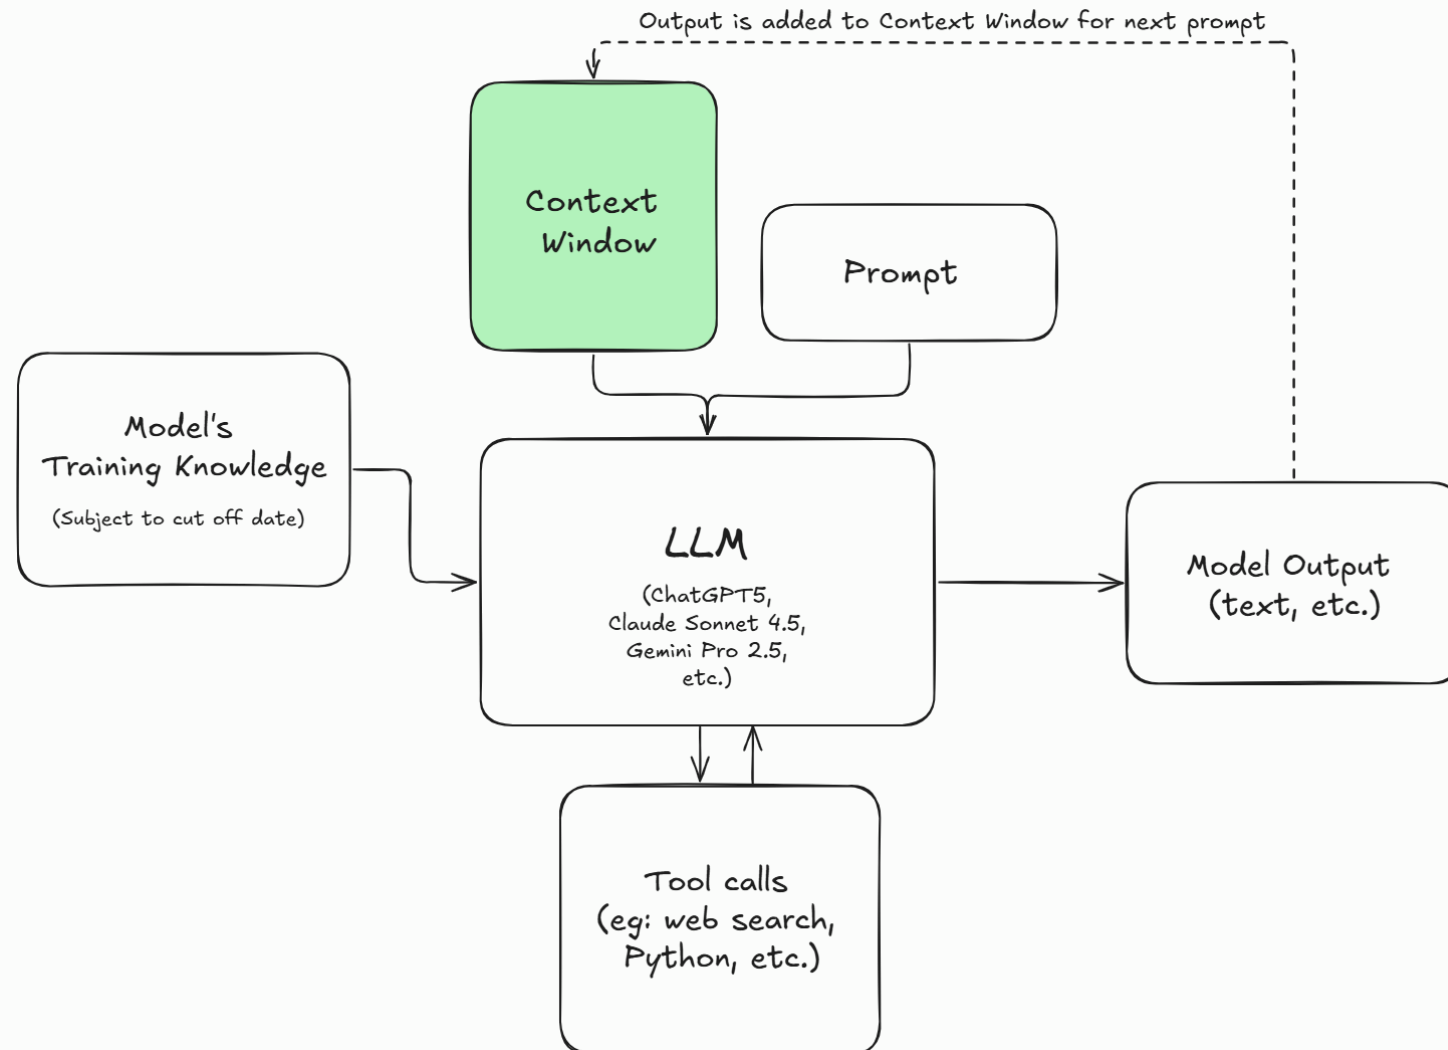 Output is added to Context Window for next prompt
Context
Window
Prompt
Model's
Training Knowledge
(Subject to cut off date)
LLM
(ChatGPT5,
Claude Sonnet 4.5,
Gemini Pro 2.5,
etc.)
Model Output
(text, etc.)
Tool calls
(eg: web search,
Python, etc.)